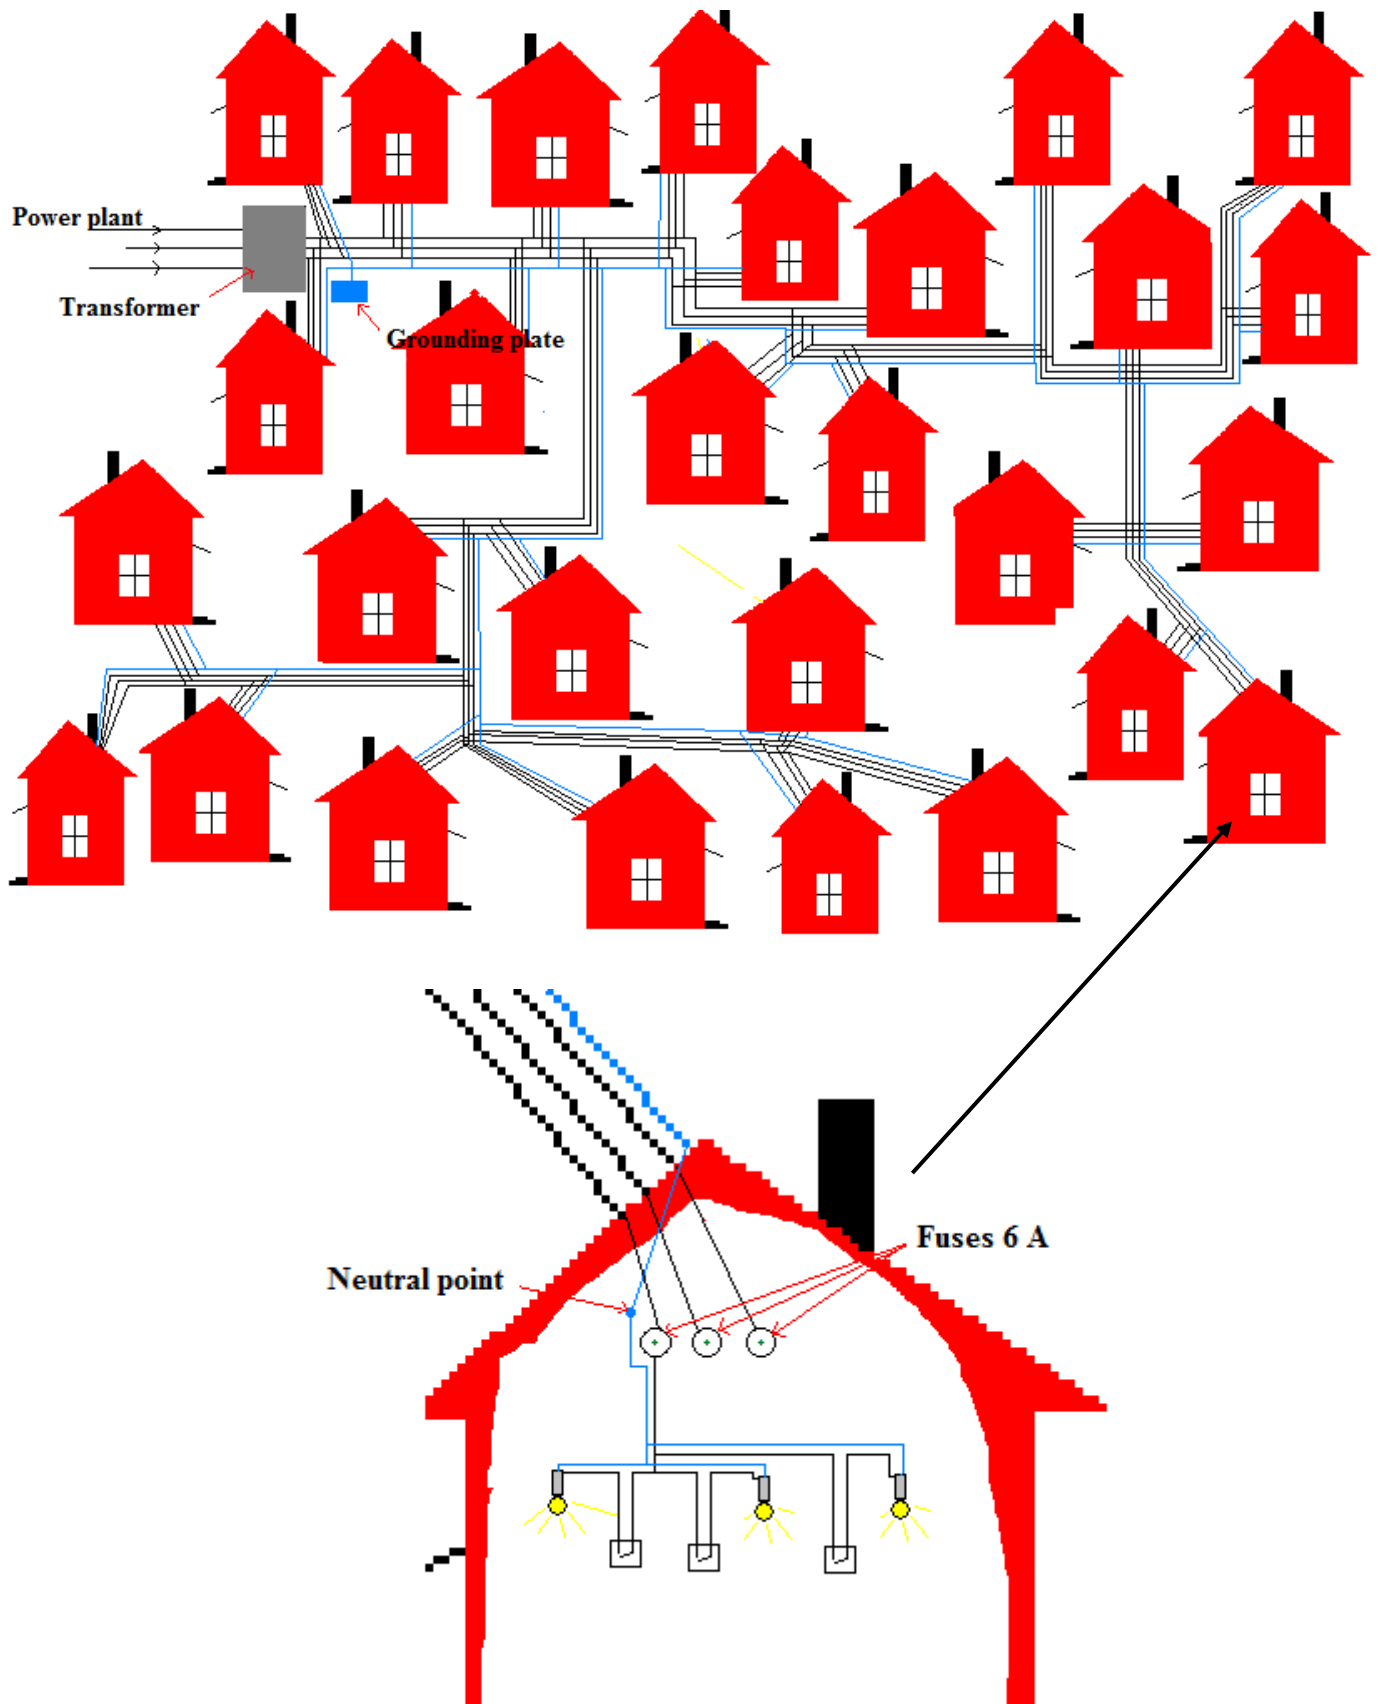 Power plant
Transformer
Grounding plate
Fuses 6 A
Neutral point